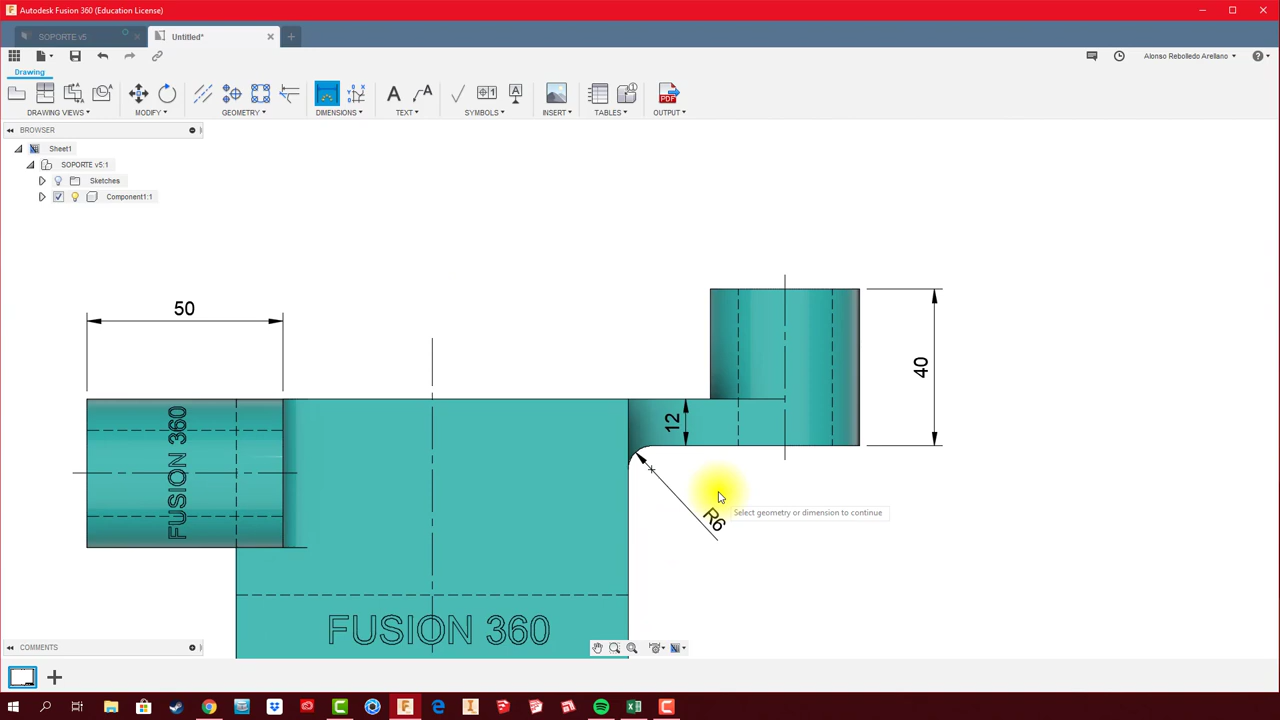 Autodesk Fusion 360 (Education License)
SOPORTE v5
Untitled*
Alonso Rebolledo Arellano
Drawing
DRAWING VIEWS
MODIFY
GEOMETRY
DIMENSIONS
TEXT
SYMBOLS
INSERT
TABLES
OUTPUT
BROWSER
Sheet1
SOPORTE v5:1
Sketches
Component1:1
50
40
12
R6
FUSION 360
Select geometry or dimension to continue
FUSION 360
COMMENTS